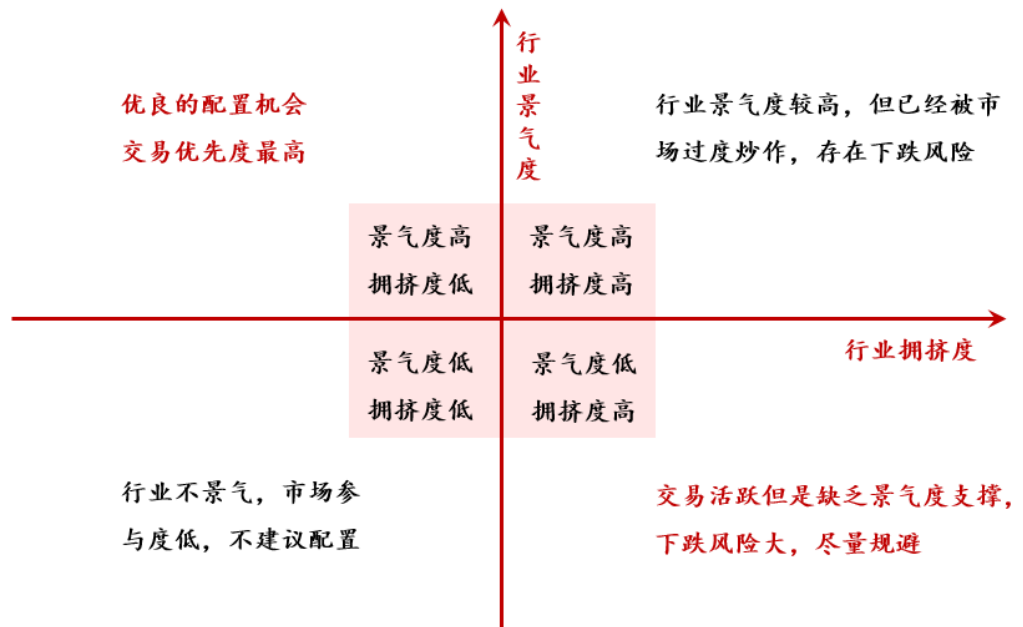 行业景气度
优良的配置机会
交易优先度最高
行业景气度较高，但已经被市
场过度炒作，存在下跌风险
景气度高
拥挤度低
景气度高
拥挤度高
行业拥挤度
景气度低
拥挤度低
景气度低
拥挤度高
行业不景气，市场参
与度低，不建议配置
交易活跃但是缺乏景气度支撑，
下跌风险大，尽量规避